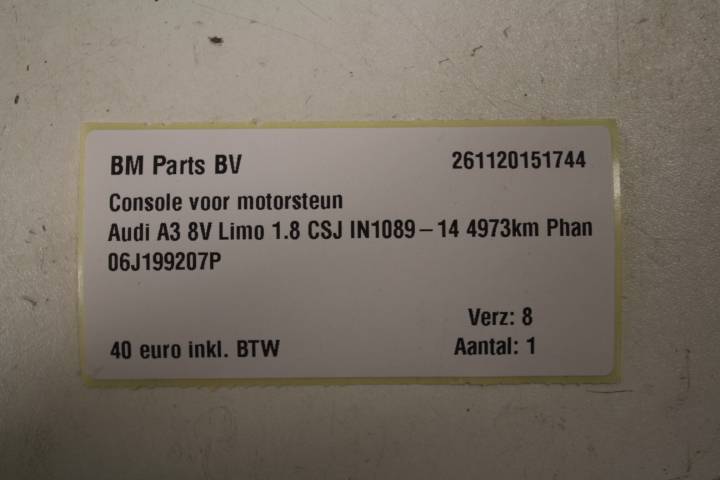 BM Parts BV 261120151744
Console voor motorsteun
Audi A3 8V Limo 1.8 CSJ IN1089-14 4973km Phan
06J199207P
Verz: 8
40 euro inkl. BTW Aantal: 1